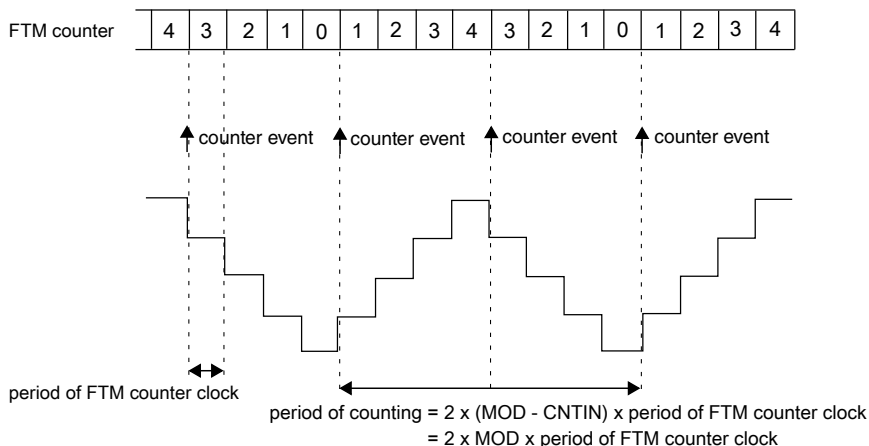 FTM counter 4 3 2 1 0 1 2 3 4 3 2 1 0 1 2 3 4
counter event counter event counter event counter event
period of FTM counter clock
period of counting = 2 x (MOD - CNTIN) x period of FTM counter clock
= 2 x MOD x period of FTM counter clock